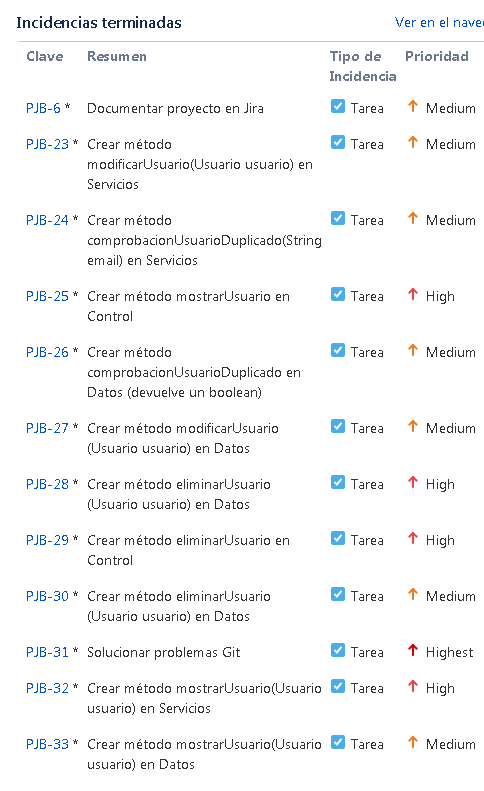 Incidencias terminadas Ver en el nave
Clave Resumen Tipo de Incidencia Prioridad
PJB-6 * Documentar proyecto en Jira Tarea Medium
PJB-23 * Crear método Tarea Medium
modificarUsuario(Usuario usuario) en
Servicios
PJB-24 * Crear método Tarea Medium
comprobacionUsuarioDuplicado(String
email) en Servicios
PJB-25 * Crear método mostrarUsuario en Tarea High
Control
PJB-26 * Crear método Tarea Medium
comprobacionUsuarioDuplicado en
Datos (devuelve un boolean)
PJB-27 * Crear método modificarUsuario Tarea Medium
(Usuario usuario) en Datos
PJB-28 * Crear método eliminarUsuario Tarea High
(Usuario usuario) en Datos
PJB-29 * Crear método eliminarUsuario en Tarea High
Control
PJB-30 * Crear método eliminarUsuario Tarea Medium
(Usuario usuario) en Datos
PJB-31 * Solucionar problemas Git Tarea Highest
PJB-32 * Crear método mostrarUsuario(Usuario Tarea High
usuario) en Servicios
PJB-33 * Crear método mostrarUsuario(Usuario Tarea Medium
usuario) en Datos